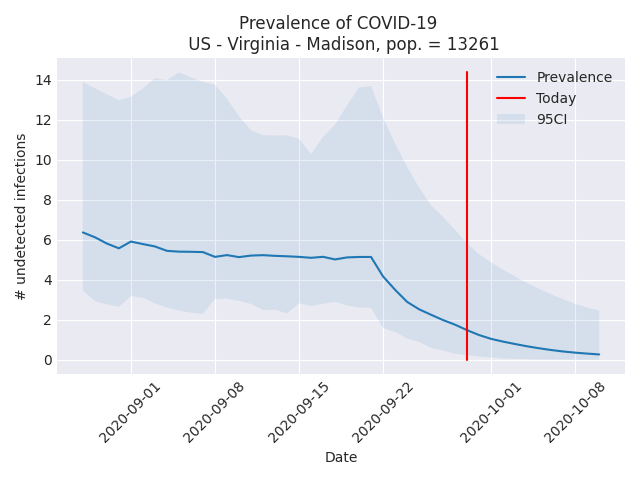 Prevalence of COVID-19
US - Virginia - Madison, pop. = 13261
Prevalence
Today
95CI
# undetected infections
14
12
10
8
6
4
2
0
2020-09-01
2020-09-08
2020-09-15
2020-09-22
2020-10-01
2020-10-08
Date